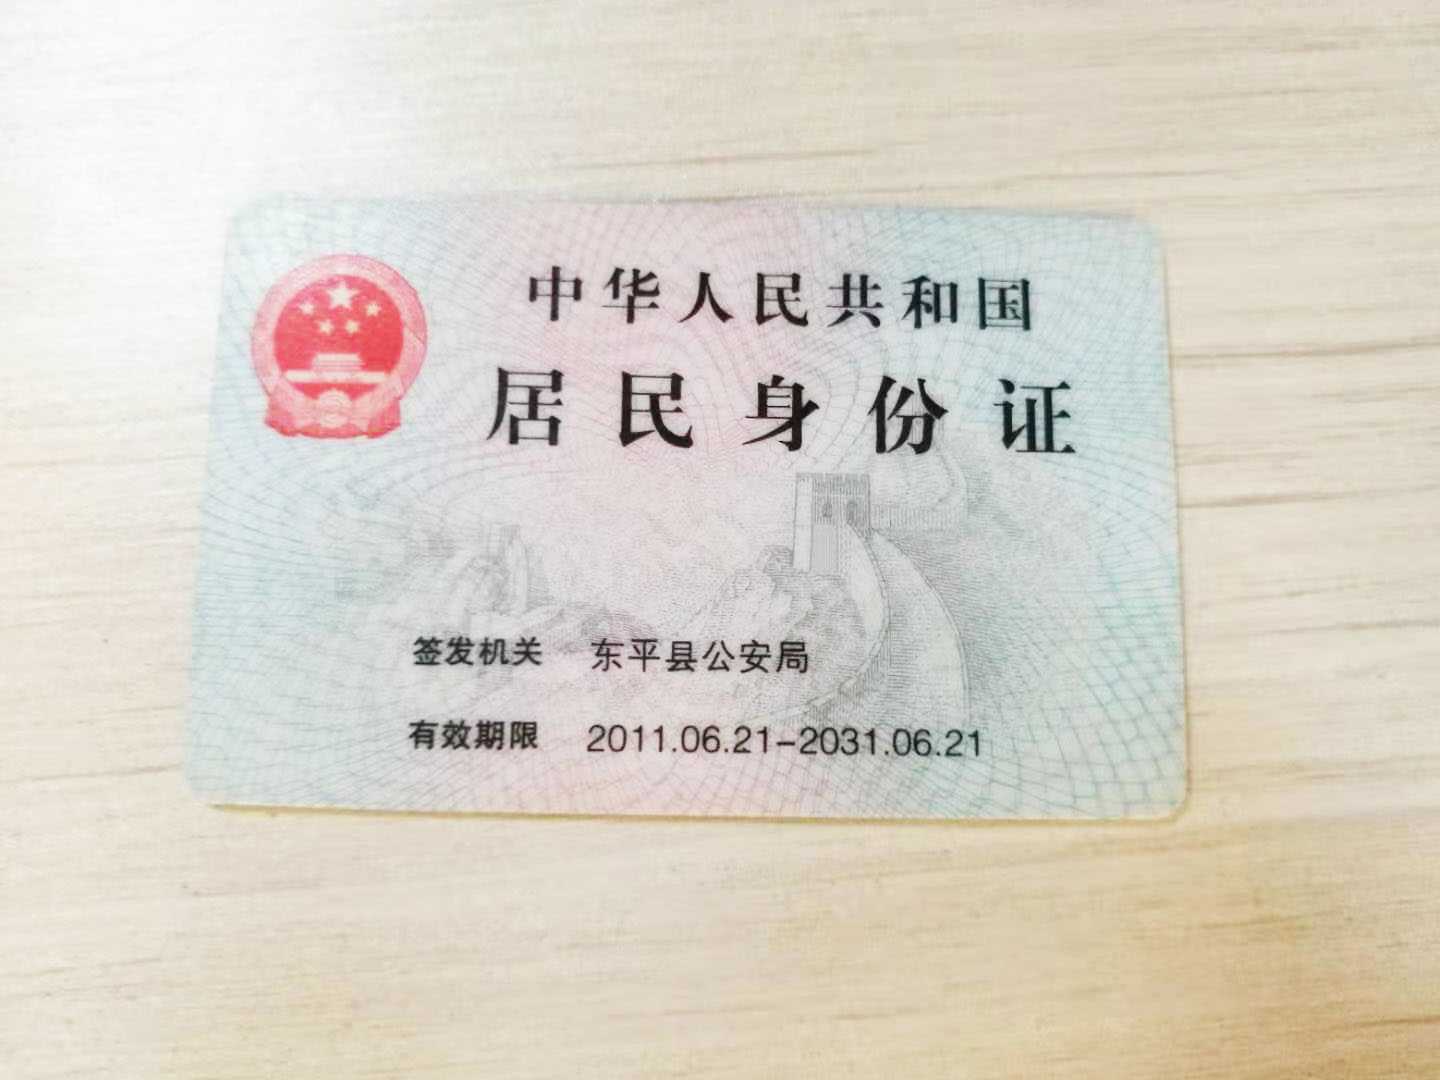 中华人民共和国
居民身份证
签发机关 东平县公安局
有效期限 2011.06.21-2031.06.21